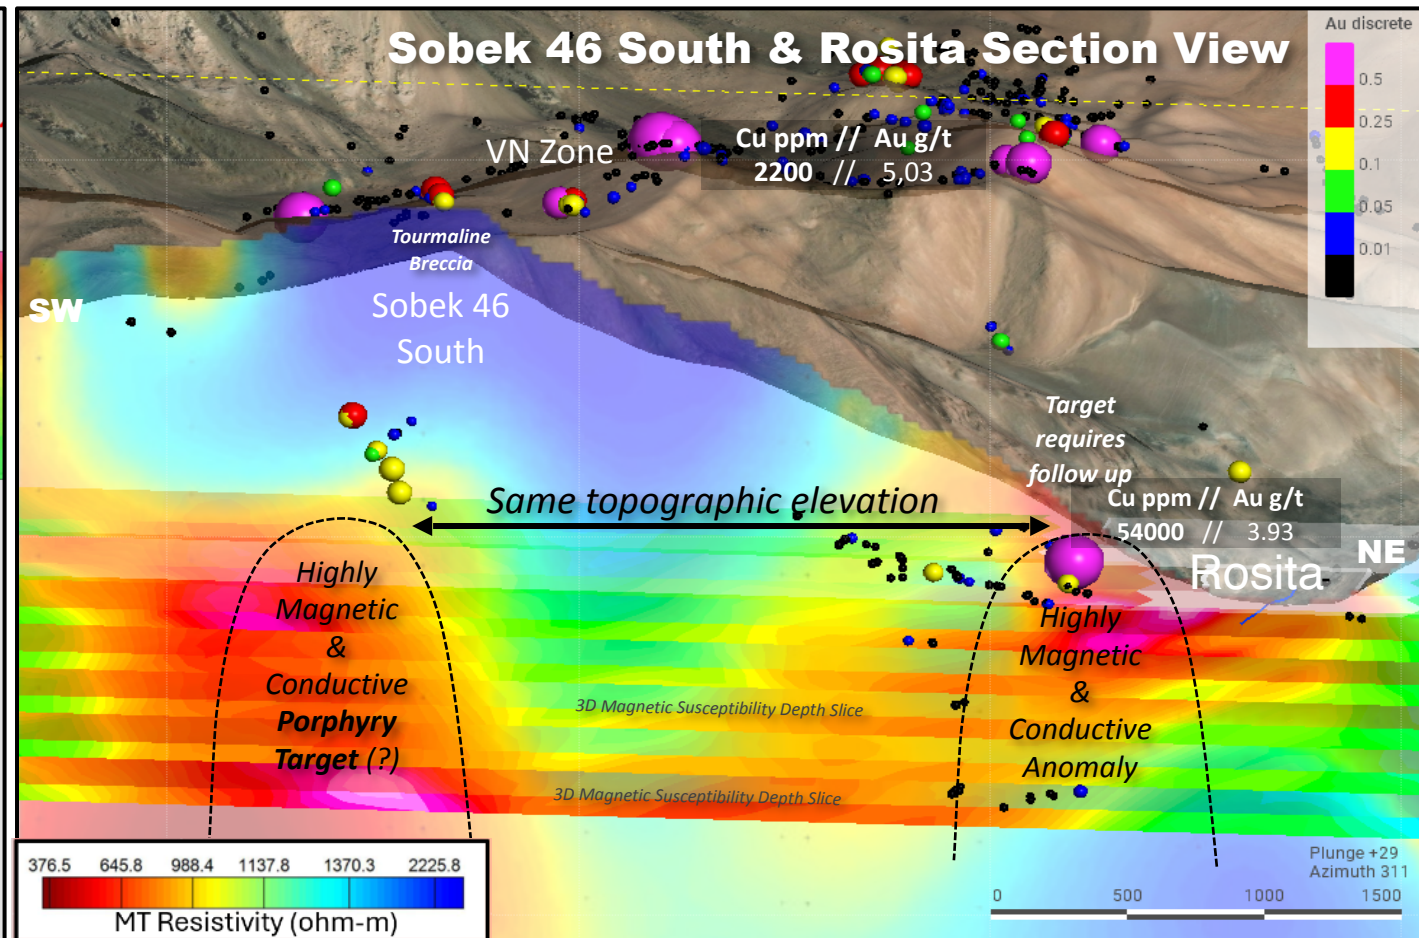 Sobek 46 South & Rosita Section View
Au discrete
0.5
0.25
0.1
0.05
0.01
VN Zone
Cu ppm // Au g/t
2200 // 5,03
Tourmaline
Breccia
SW
Sobek 46
South
Target
requires
follow up
Cu ppm // Au g/t
54000 // 3.93
Same topographic elevation
NE
Rosita
Highly
Magnetic
&
Conductive
Porphyry
Target (?)
Highly
Magnetic
&
Conductive
Anomaly
3D Magnetic Susceptibility Depth Slice
3D Magnetic Susceptibility Depth Slice
376.5 645.8 988.4 1137.8 1370.3 2225.8
MT Resistivity (ohm-m)
Plunge +29
Azimuth 311
0 500 1000 1500